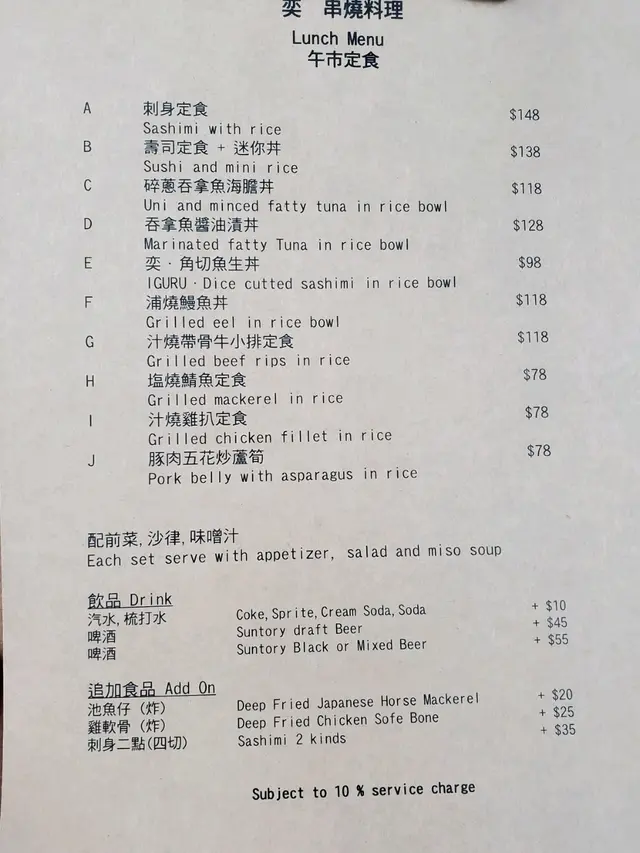 奕 串燒料理
Lunch Menu
午市定食
A 刺身定食 $148
Sashimi with rice
B 壽司定食 + 迷你丼 $138
Sushi and mini rice
C 碎蔥吞拿魚海膽丼 $118
Uni and minced fatty tuna in rice bowl
D 吞拿魚醬油漬丼 $128
Marinated fatty Tuna in rice bowl
E 奕·角切魚生丼 $98
IGURU·Dice cutted sashimi in rice bowl
F 浦燒鰻魚丼 $118
Grilled eel in rice bowl
G 汁燒帶骨牛小排定食 $118
Grilled beef rips in rice
H 塩燒鯖魚定食 $78
Grilled mackerel in rice
I 汁燒雞扒定食 $78
Grilled chicken fillet in rice
J 豚肉五花炒蘆筍 $78
Pork belly with asparagus in rice
配前菜,沙律,味噌汁
Each set serve with appetizer, salad and miso soup
飲品 Drink
汽水,梳打水 Coke,Sprite,Cream Soda,Soda + $10
啤酒 Suntory draft Beer + $45
啤酒 Suntory Black or Mixed Beer + $55
追加食品 Add On
池魚仔 (炸) Deep Fried Japanese Horse Mackerel + $20
雞軟骨 (炸) Deep Fried Chicken Sofe Bone + $25
刺身二點(四切) Sashimi 2 kinds + $35
Subject to 10 % service charge